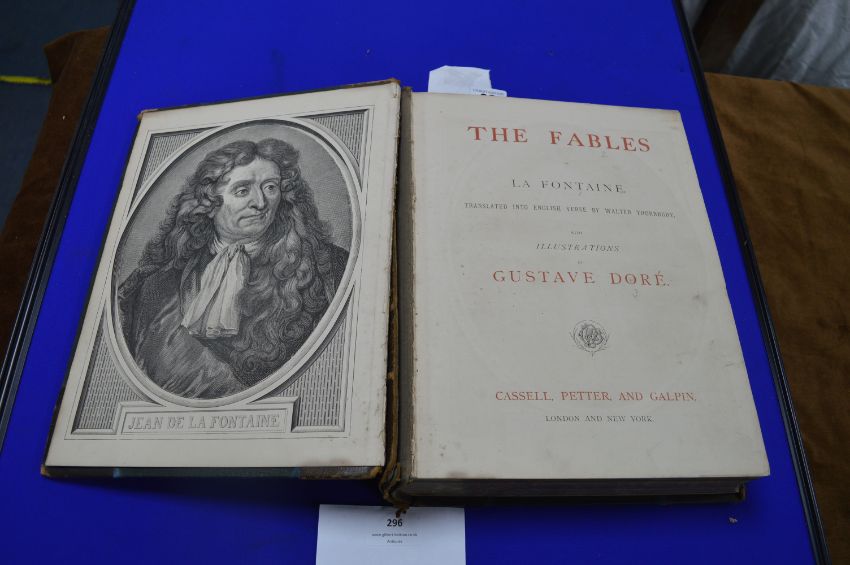 JEAN DE LA FONTAINE
THE FABLES
LA FONTAINE,
TRANSLATED INTO ENGLISH VERSE BY WALTER THORNBURY,
ILLUSTRATIONS
GUSTAVE DORÉ.
CASSELL, PETTER, AND GALPIN,
LONDON AND NEW YORK.
296